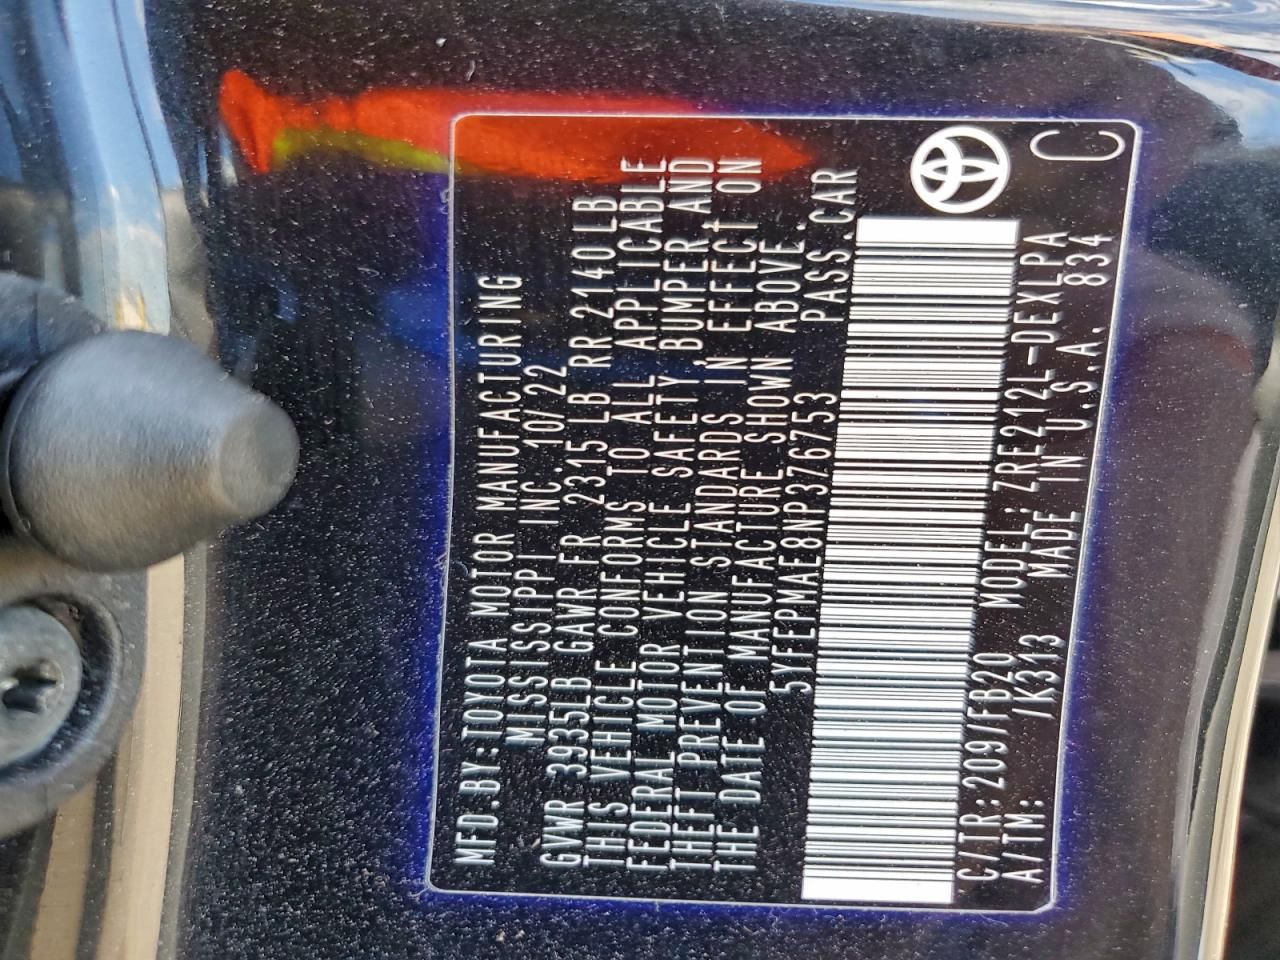 MFD.BY:TOYOTA MOTOR MANUFACTURING
MISSISSIPPI INC. 10/22
GVWR 3935LB GAWR FR 2315 LB RR 2140LB
THIS VEHICLE CONFORMS TO ALL APPLICABLE
FEDERAL MOTOR VEHICLE SAFETY BUMPER AND
THEFT PREVENTION STANDARDS IN EFFECT ON
THE DATE OF MANUFACTURE SHOWN ABOVE.
5YFEPMAE8NP376753 PASS.CAR
C/TR:209/FB20 MODEL:ZRE212L-DEXLPA
A/TM: /K313 MADE IN U.S.A. 834
C